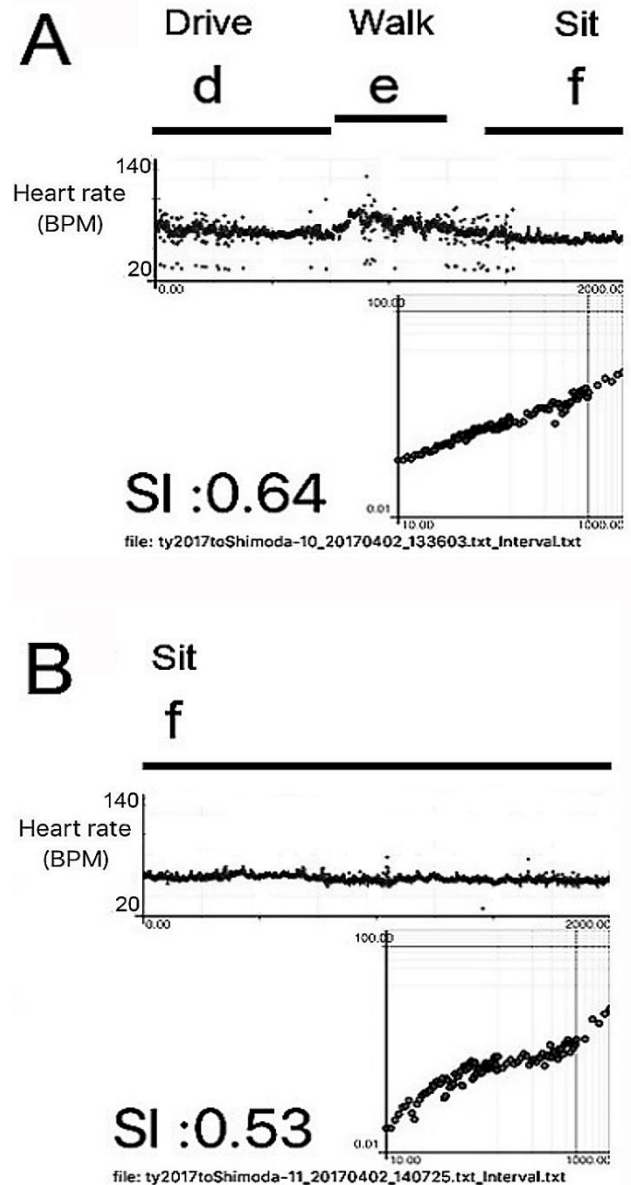 A
Drive Walk Sit
d e f
140
Heart rate
(BPM)
20
0.00 2000.00
100.00
0.01
10.00 1000.00
SI :0.64
file: ty2017toShimoda-10_20170402_133603.txt_Interval.txt
B
Sit
f
140
Heart rate
(BPM)
20
0.00 2000.00
100.00
0.01
10.00 1000.00
SI :0.53
file: ty2017toShimoda-11_20170402_140725.txt_Interval.txt